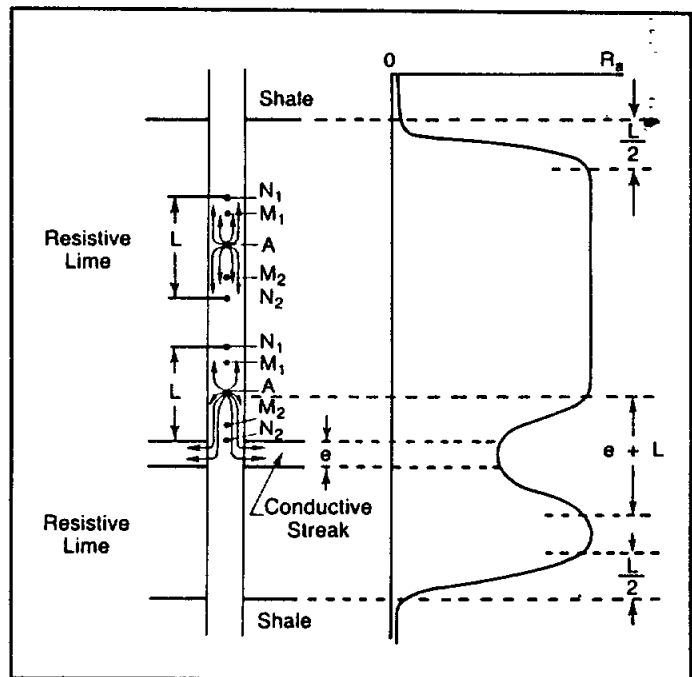 0 Rₐ
Shale
L/2
N₁
M₁
L
A
Resistive
Lime
M₂
N₂
N₁
M₁
L
A
M₂
N₂
e
e + L
Conductive
Streak
Resistive
Lime
L/2
Shale